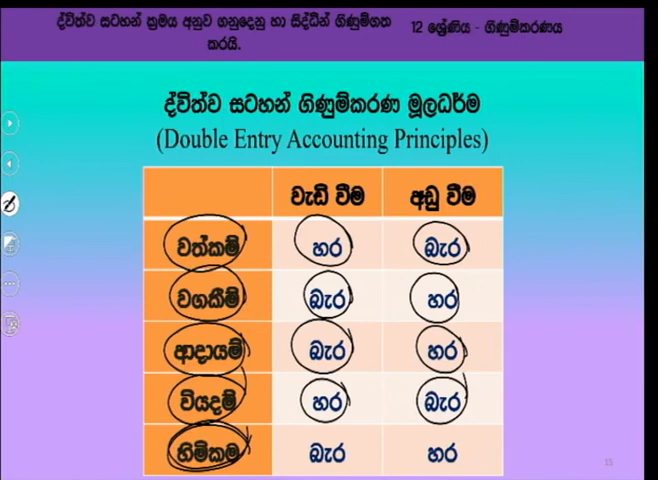 ද්විත්ව සටහන් ක්‍රමය අනුව ගනුදෙනු හා සිද්ධීන් ගිණුම්ගත
කරයි.
12 ශ්‍රේණිය - ගිණුම්කරණය
ද්විත්ව සටහන් ගිණුම්කරණ මූලධර්ම
(Double Entry Accounting Principles)
වැඩි වීම අඩු වීම
වත්කම් හර බැර
වගකීම් බැර හර
ආදායම් බැර හර
වියදම් හර බැර
හිමිකම බැර හර
15